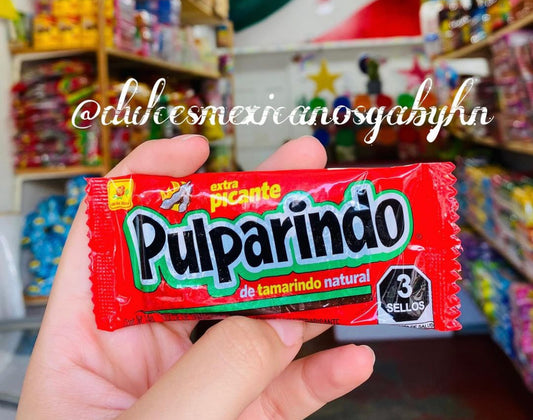 @dulcesmexicanosgabyhn
extra
picante
Pulparindo
de tamarindo natural
3
SELLOS